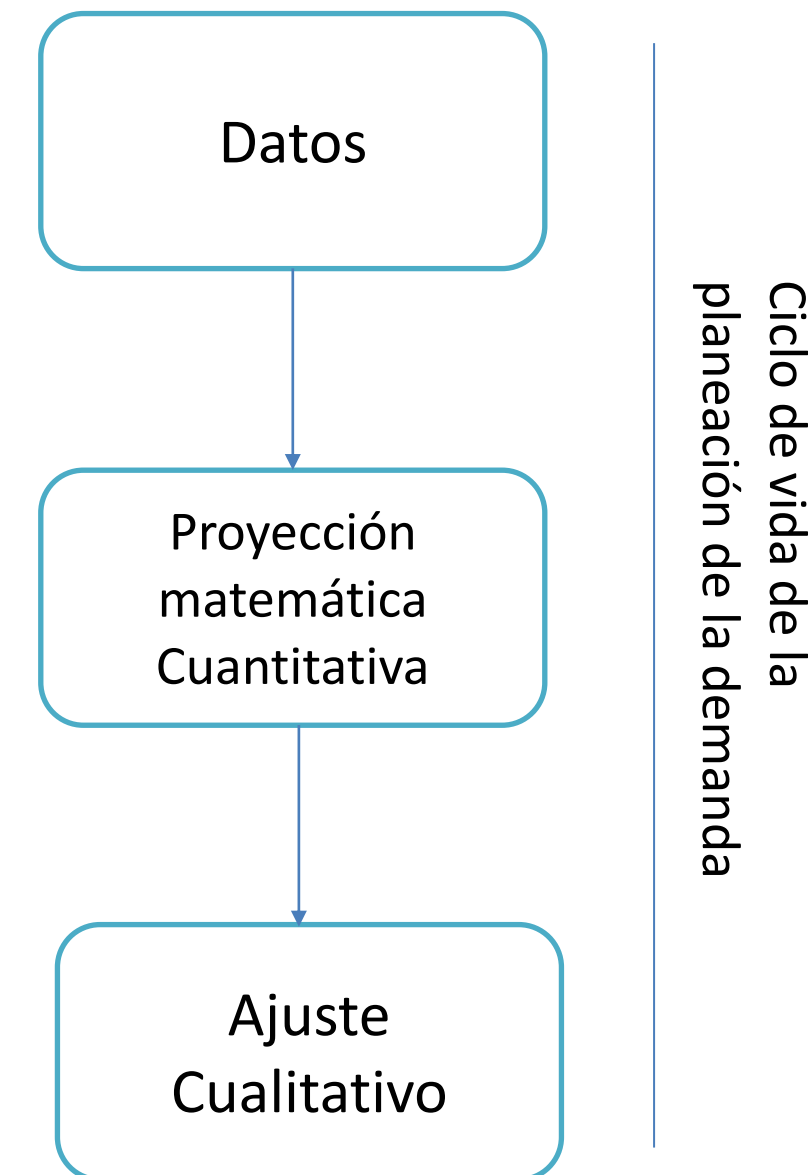 Datos
Proyección
matemática
Cuantitativa
Ajuste
Cualitativo
Ciclo de vida de la
planeación de la demanda